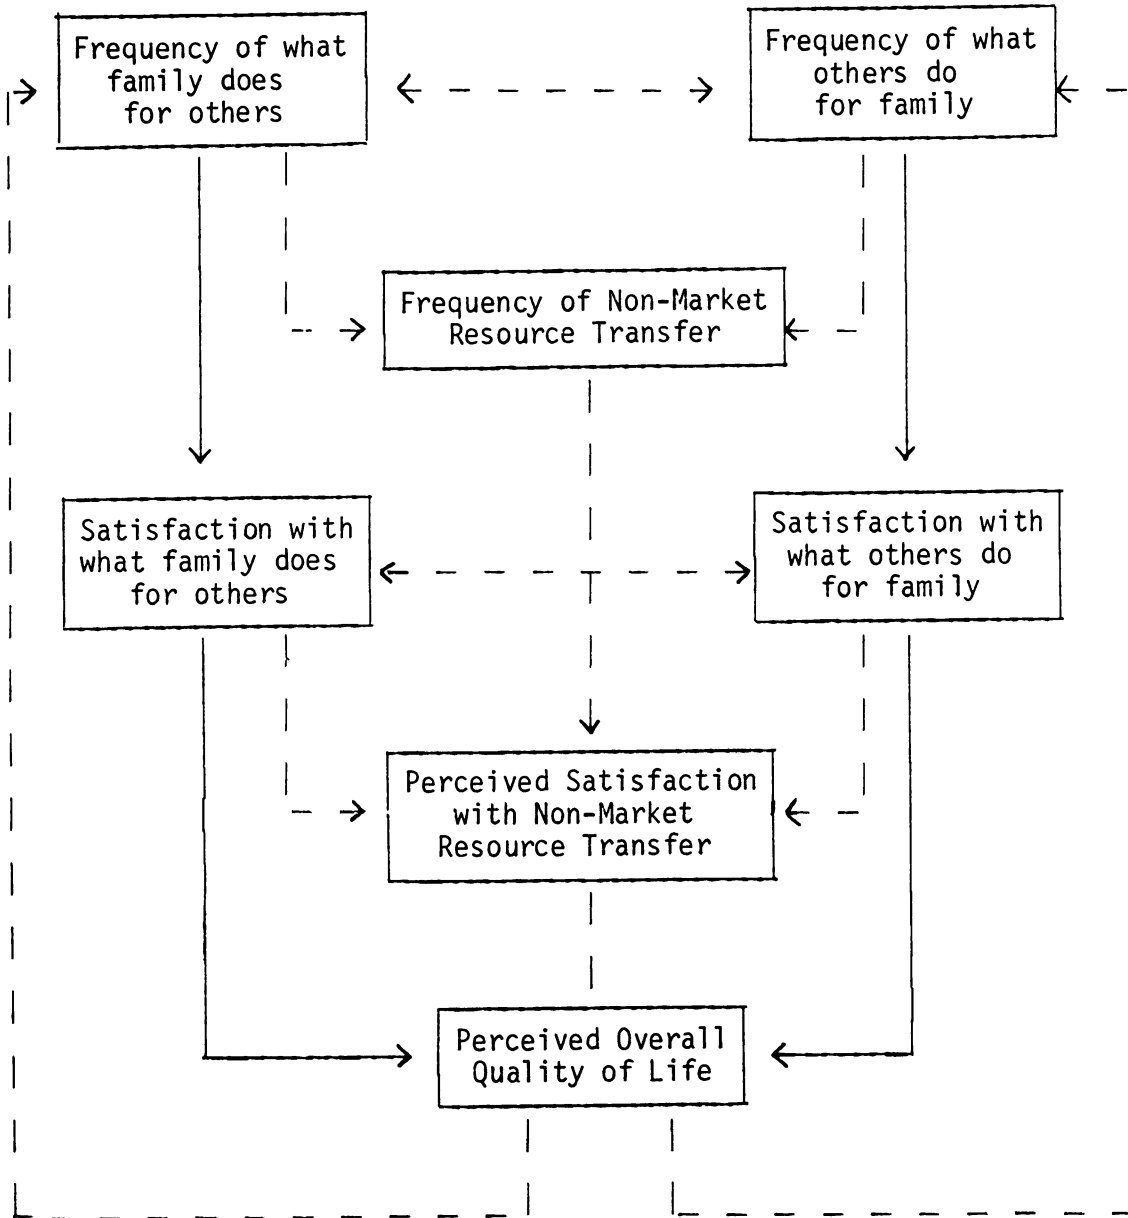 Frequency of what
family does
for others
Frequency of what
others do
for family
Frequency of Non-Market
Resource Transfer
Satisfaction with
what family does
for others
Satisfaction with
what others do
for family
Perceived Satisfaction
with Non-Market
Resource Transfer
Perceived Overall
Quality of Life